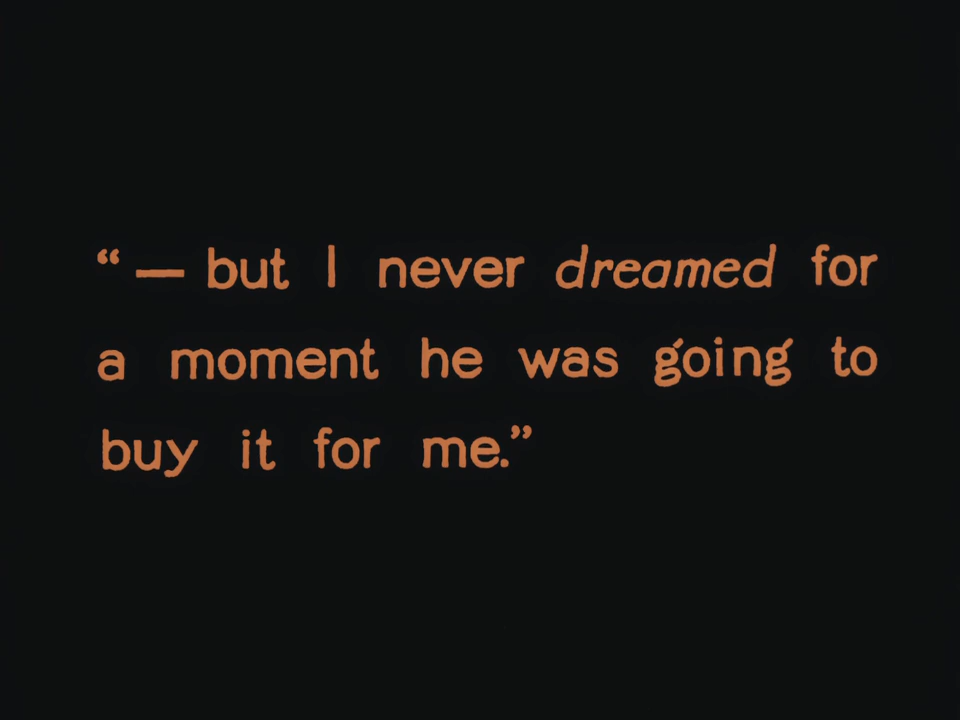 “— but I never dreamed for
a moment he was going to
buy it for me.”